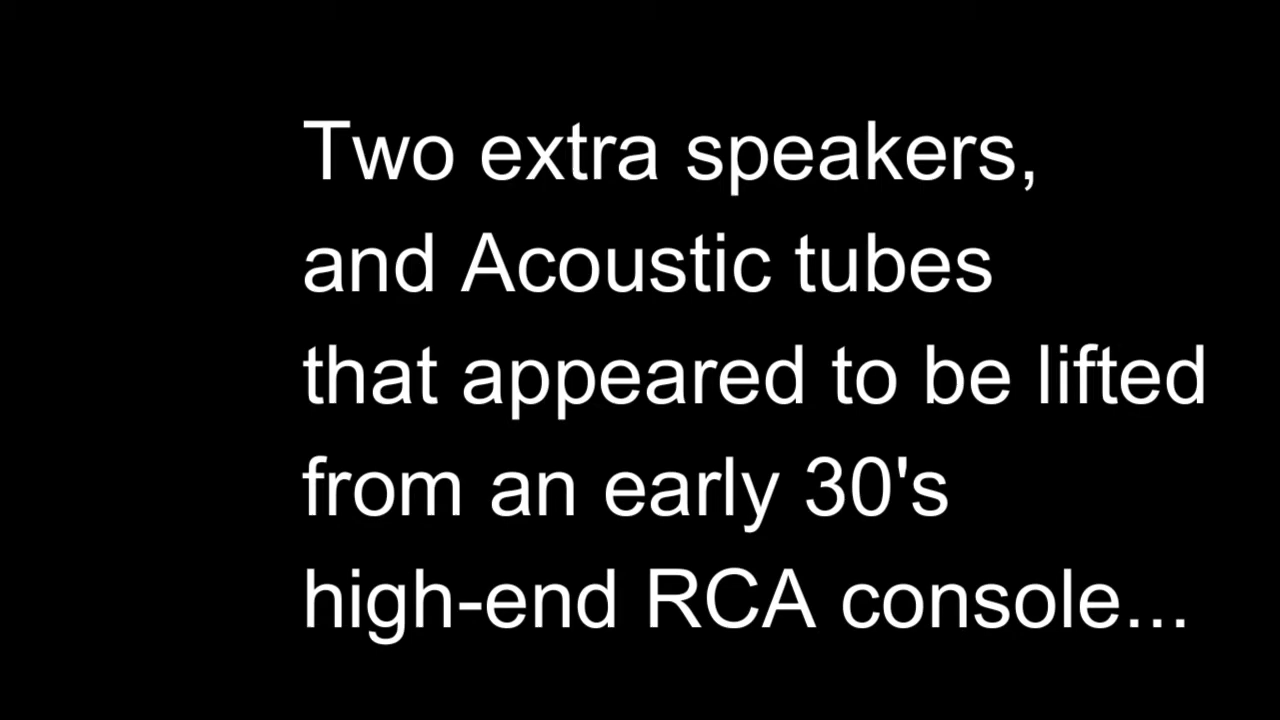 Two extra speakers,
and Acoustic tubes
that appeared to be lifted
from an early 30's
high-end RCA console...